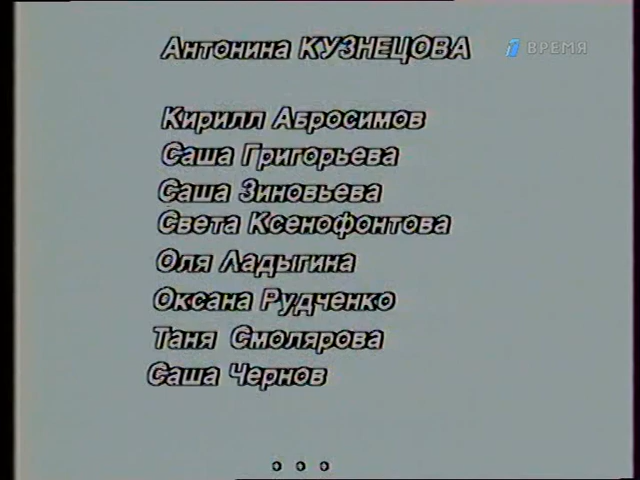 Антонина КУЗНЕЦОВА
1 ВРЕМЯ
Кирилл Абросимов
Саша Григорьева
Саша Зиновьева
Света Ксенофонтова
Оля Ладыгина
Оксана Рудченко
Таня Смолярова
Саша Чернов
...